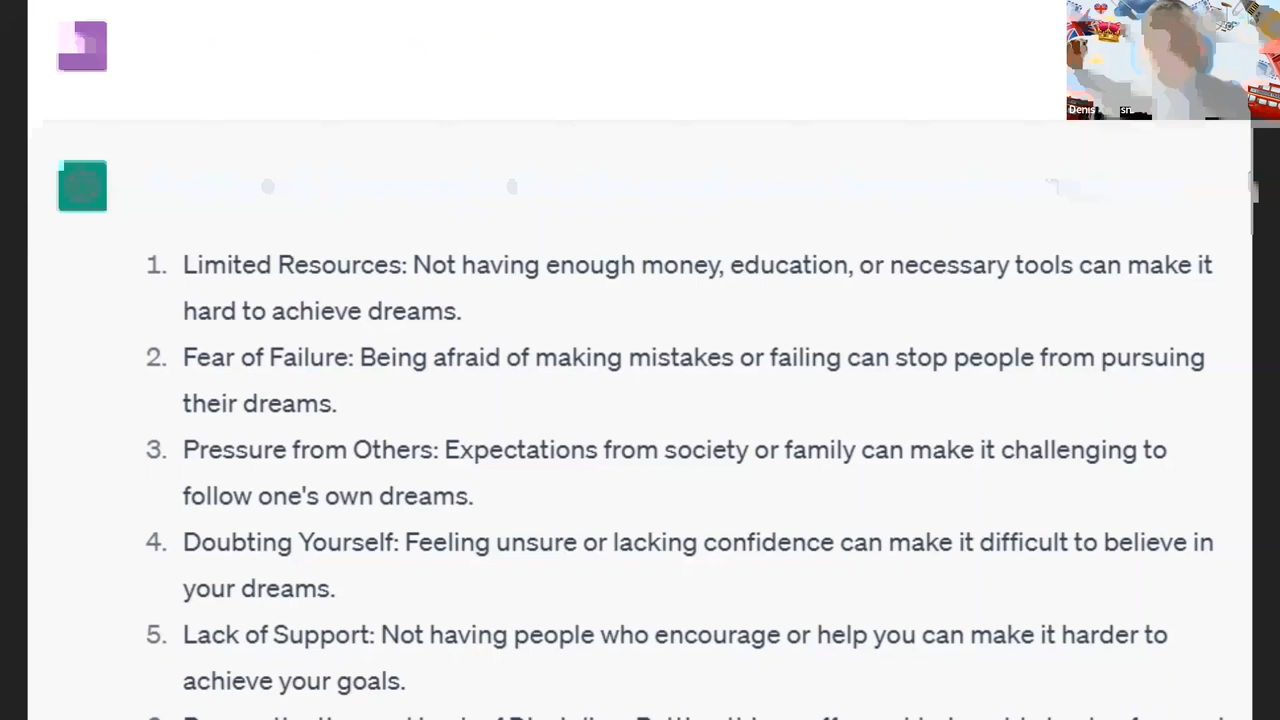 Denis
1. Limited Resources: Not having enough money, education, or necessary tools can make it
hard to achieve dreams.
2. Fear of Failure: Being afraid of making mistakes or failing can stop people from pursuing
their dreams.
3. Pressure from Others: Expectations from society or family can make it challenging to
follow one's own dreams.
4. Doubting Yourself: Feeling unsure or lacking confidence can make it difficult to believe in
your dreams.
5. Lack of Support: Not having people who encourage or help you can make it harder to
achieve your goals.